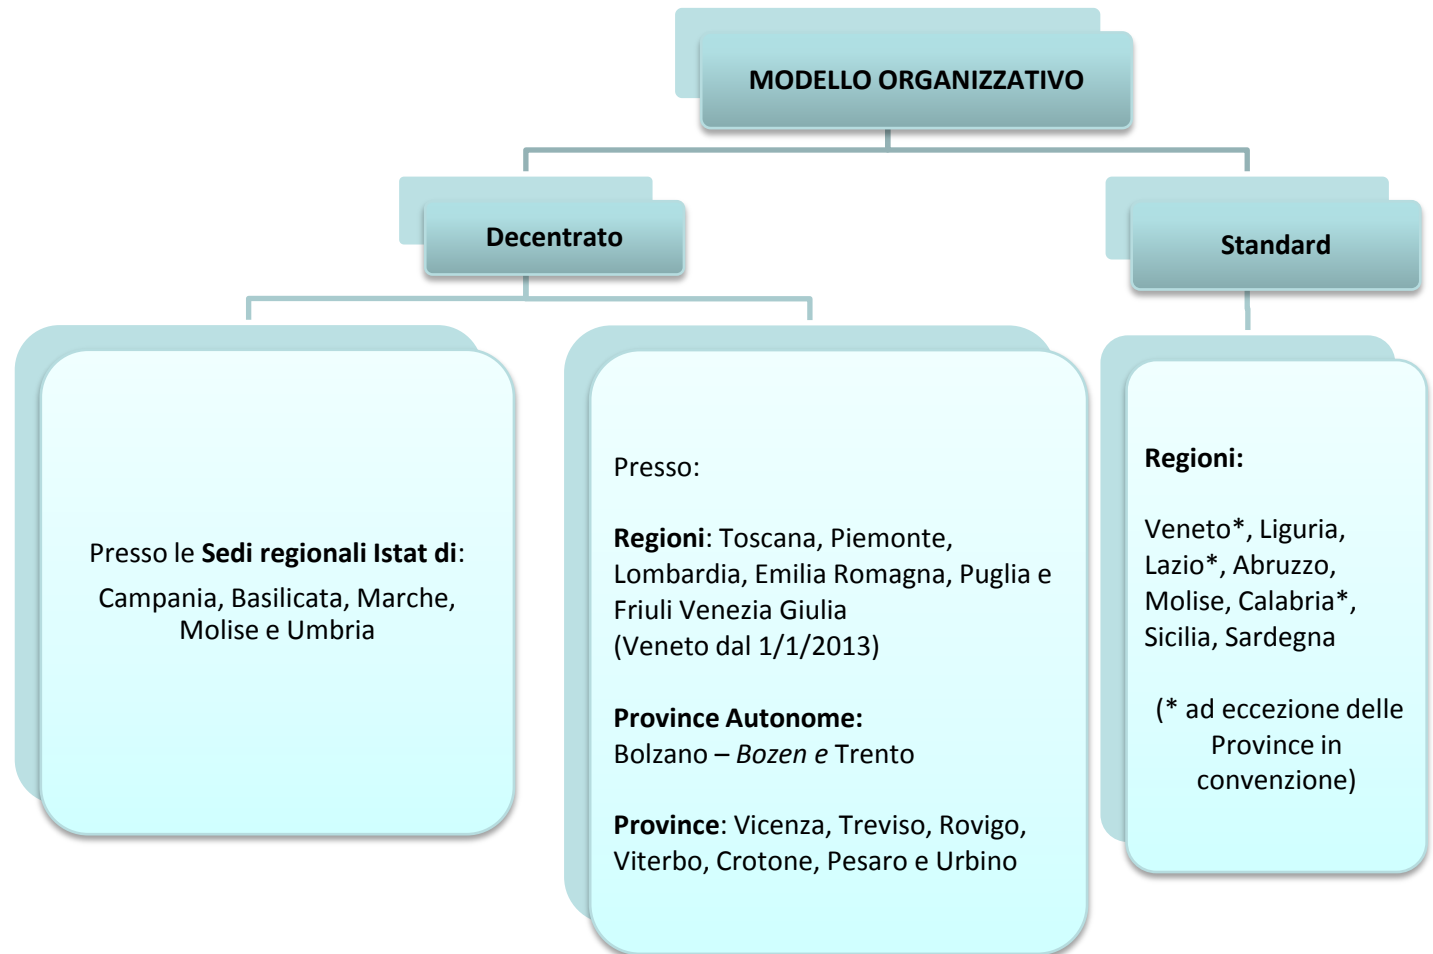 MODELLO ORGANIZZATIVO
Decentrato
Standard
Presso le Sedi regionali Istat di:
Campania, Basilicata, Marche,
Molise e Umbria
Presso:
Regioni: Toscana, Piemonte,
Lombardia, Emilia Romagna, Puglia e
Friuli Venezia Giulia
(Veneto dal 1/1/2013)
Province Autonome:
Bolzano – Bozen e Trento
Province: Vicenza, Treviso, Rovigo,
Viterbo, Crotone, Pesaro e Urbino
Regioni:
Veneto*, Liguria,
Lazio*, Abruzzo,
Molise, Calabria*,
Sicilia, Sardegna
(* ad eccezione delle
Province in
convenzione)